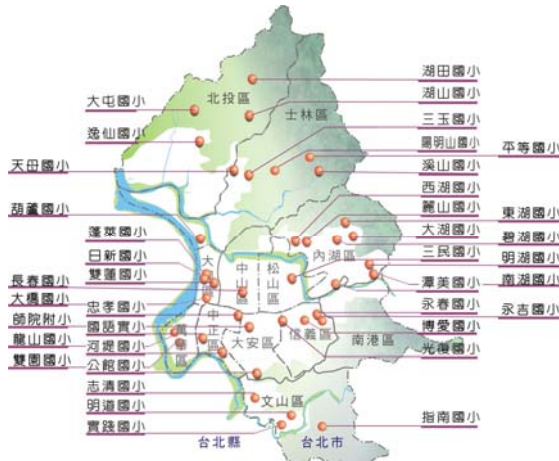 湖田國小
湖山國小
三玉國小
陽明山國小
平等國小
溪山國小
西湖國小
麗山國小
東湖國小
大湖國小
碧湖國小
三民國小
明湖國小
潭美國小
南湖國小
永春國小
永吉國小
博愛國小
光復國小
指南國小
大屯國小
逸仙國小
天母國小
葫蘆國小
蓬萊國小
日新國小
雙蓮國小
長春國小
大橋國小
忠孝國小
師院附小
國語實小
龍山國小
河堤國小
雙園國小
公館國小
志清國小
明道國小
實踐國小
北投區
士林區
內湖區
松山區
中山區
中正區
大安區
信義區
南港區
文山區
台北縣
台北市